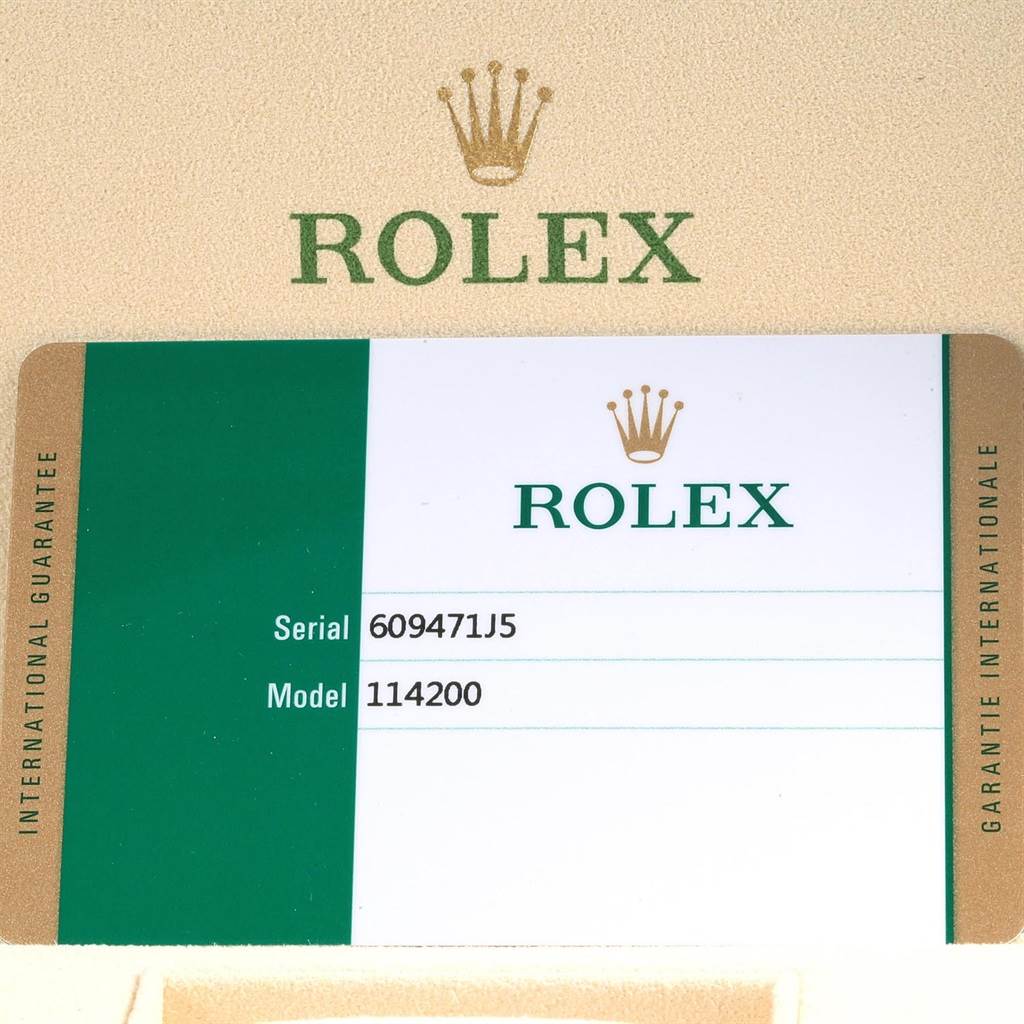 ROLEX
ROLEX
INTERNATIONAL GUARANTEE
Serial 609471J5
Model 114200
GARANTIE INTERNATIONALE